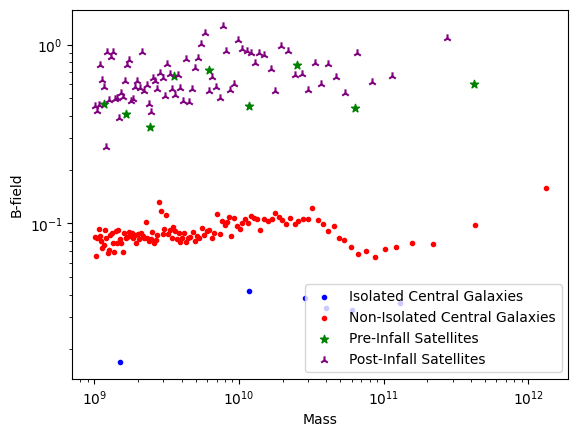 10⁰
10⁻¹
B-field
Isolated Central Galaxies
Non-Isolated Central Galaxies
Pre-Infall Satellites
Post-Infall Satellites
10⁹ 10¹⁰ 10¹¹ 10¹²
Mass